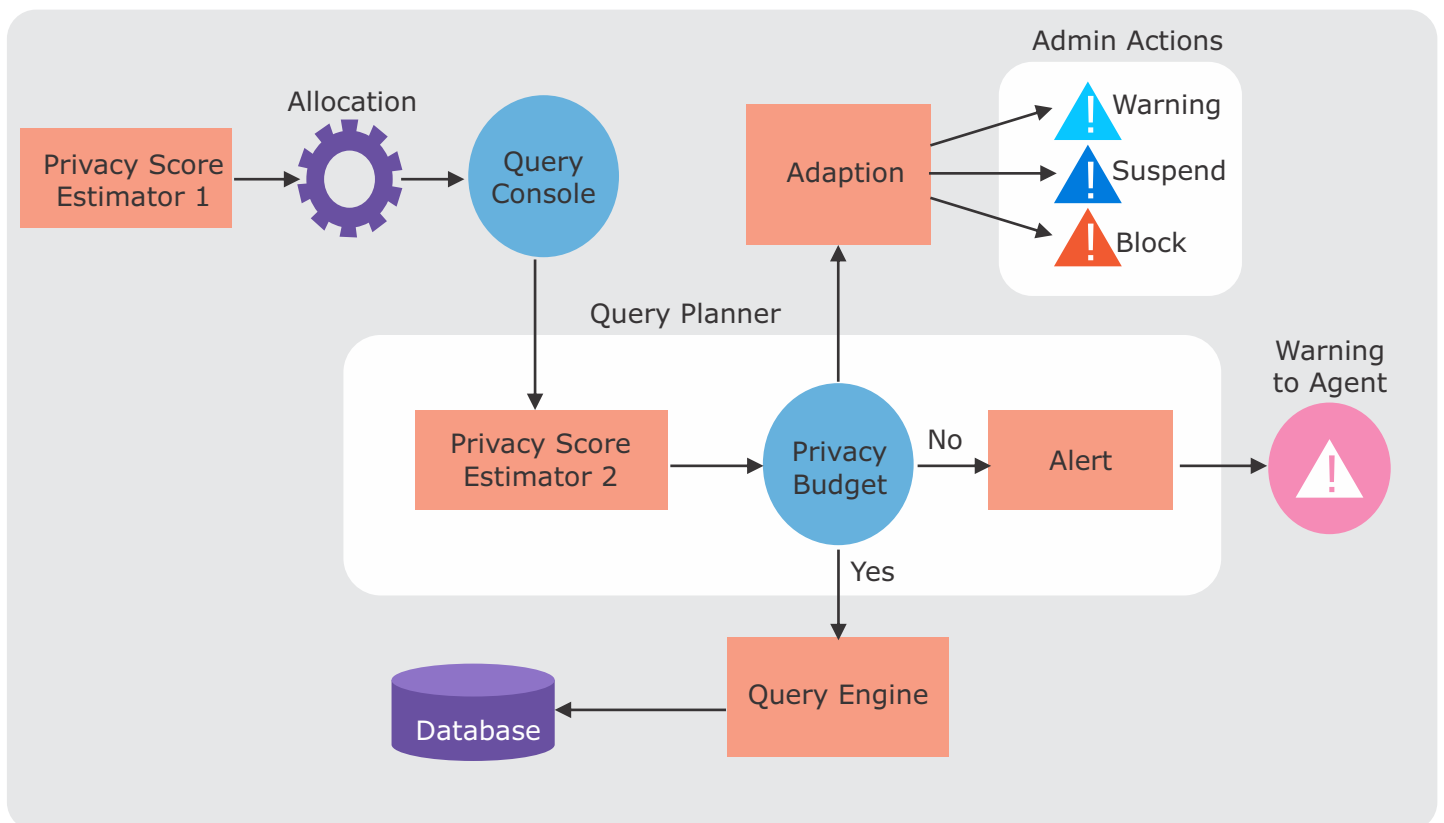 Admin Actions
Allocation
Warning
Privacy Score
Estimator 1
Query
Console
Adaption
Suspend
Block
Query Planner
Warning
to Agent
Privacy Score
Estimator 2
Privacy
Budget
No
Alert
Yes
Query Engine
Database